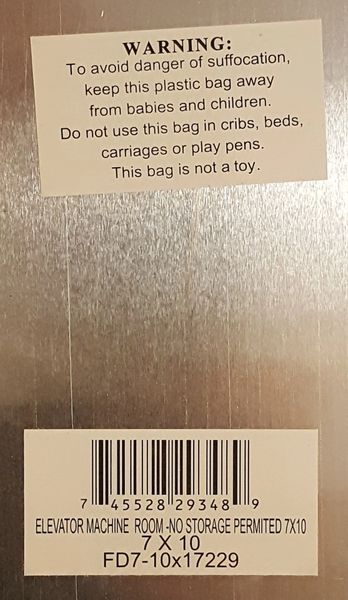 WARNING:
To avoid danger of suffocation,
keep this plastic bag away
from babies and children.
Do not use this bag in cribs, beds,
carriages or play pens.
This bag is not a toy.
7 45528 29348 9
ELEVATOR MACHINE ROOM -NO STORAGE PERMITED 7X10
7 X 10
FD7-10x17229